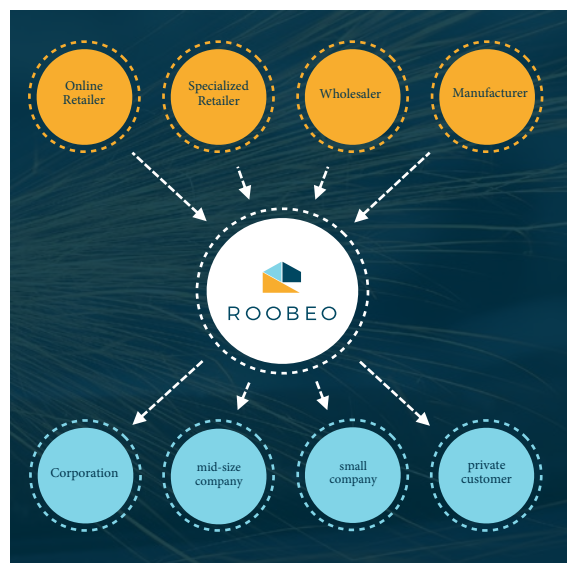 Online
Retailer
Specialized
Retailer
Wholesaler
Manufacturer
ROOBEO
Corporation
mid-size
company
small
company
private
customer